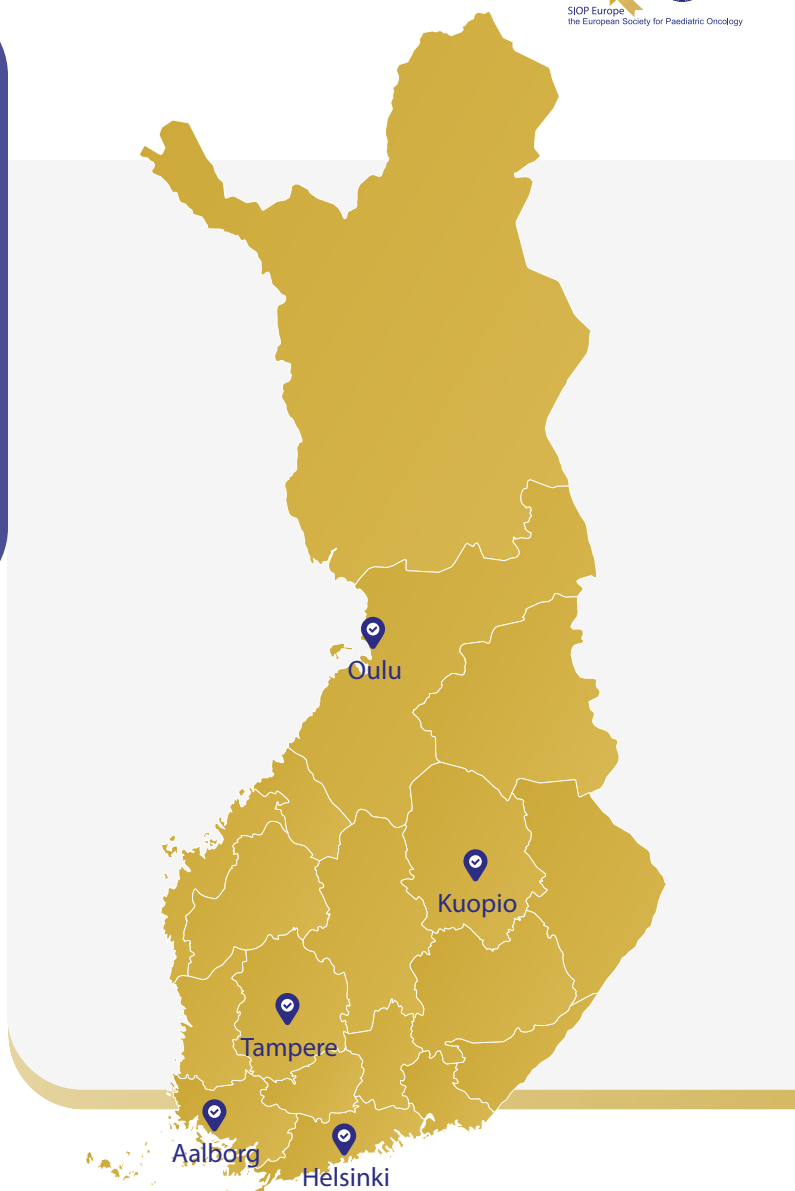 SIOP Europe
the European Society for Paediatric Oncology
Oulu
Kuopio
Tampere
Aalborg
Helsinki